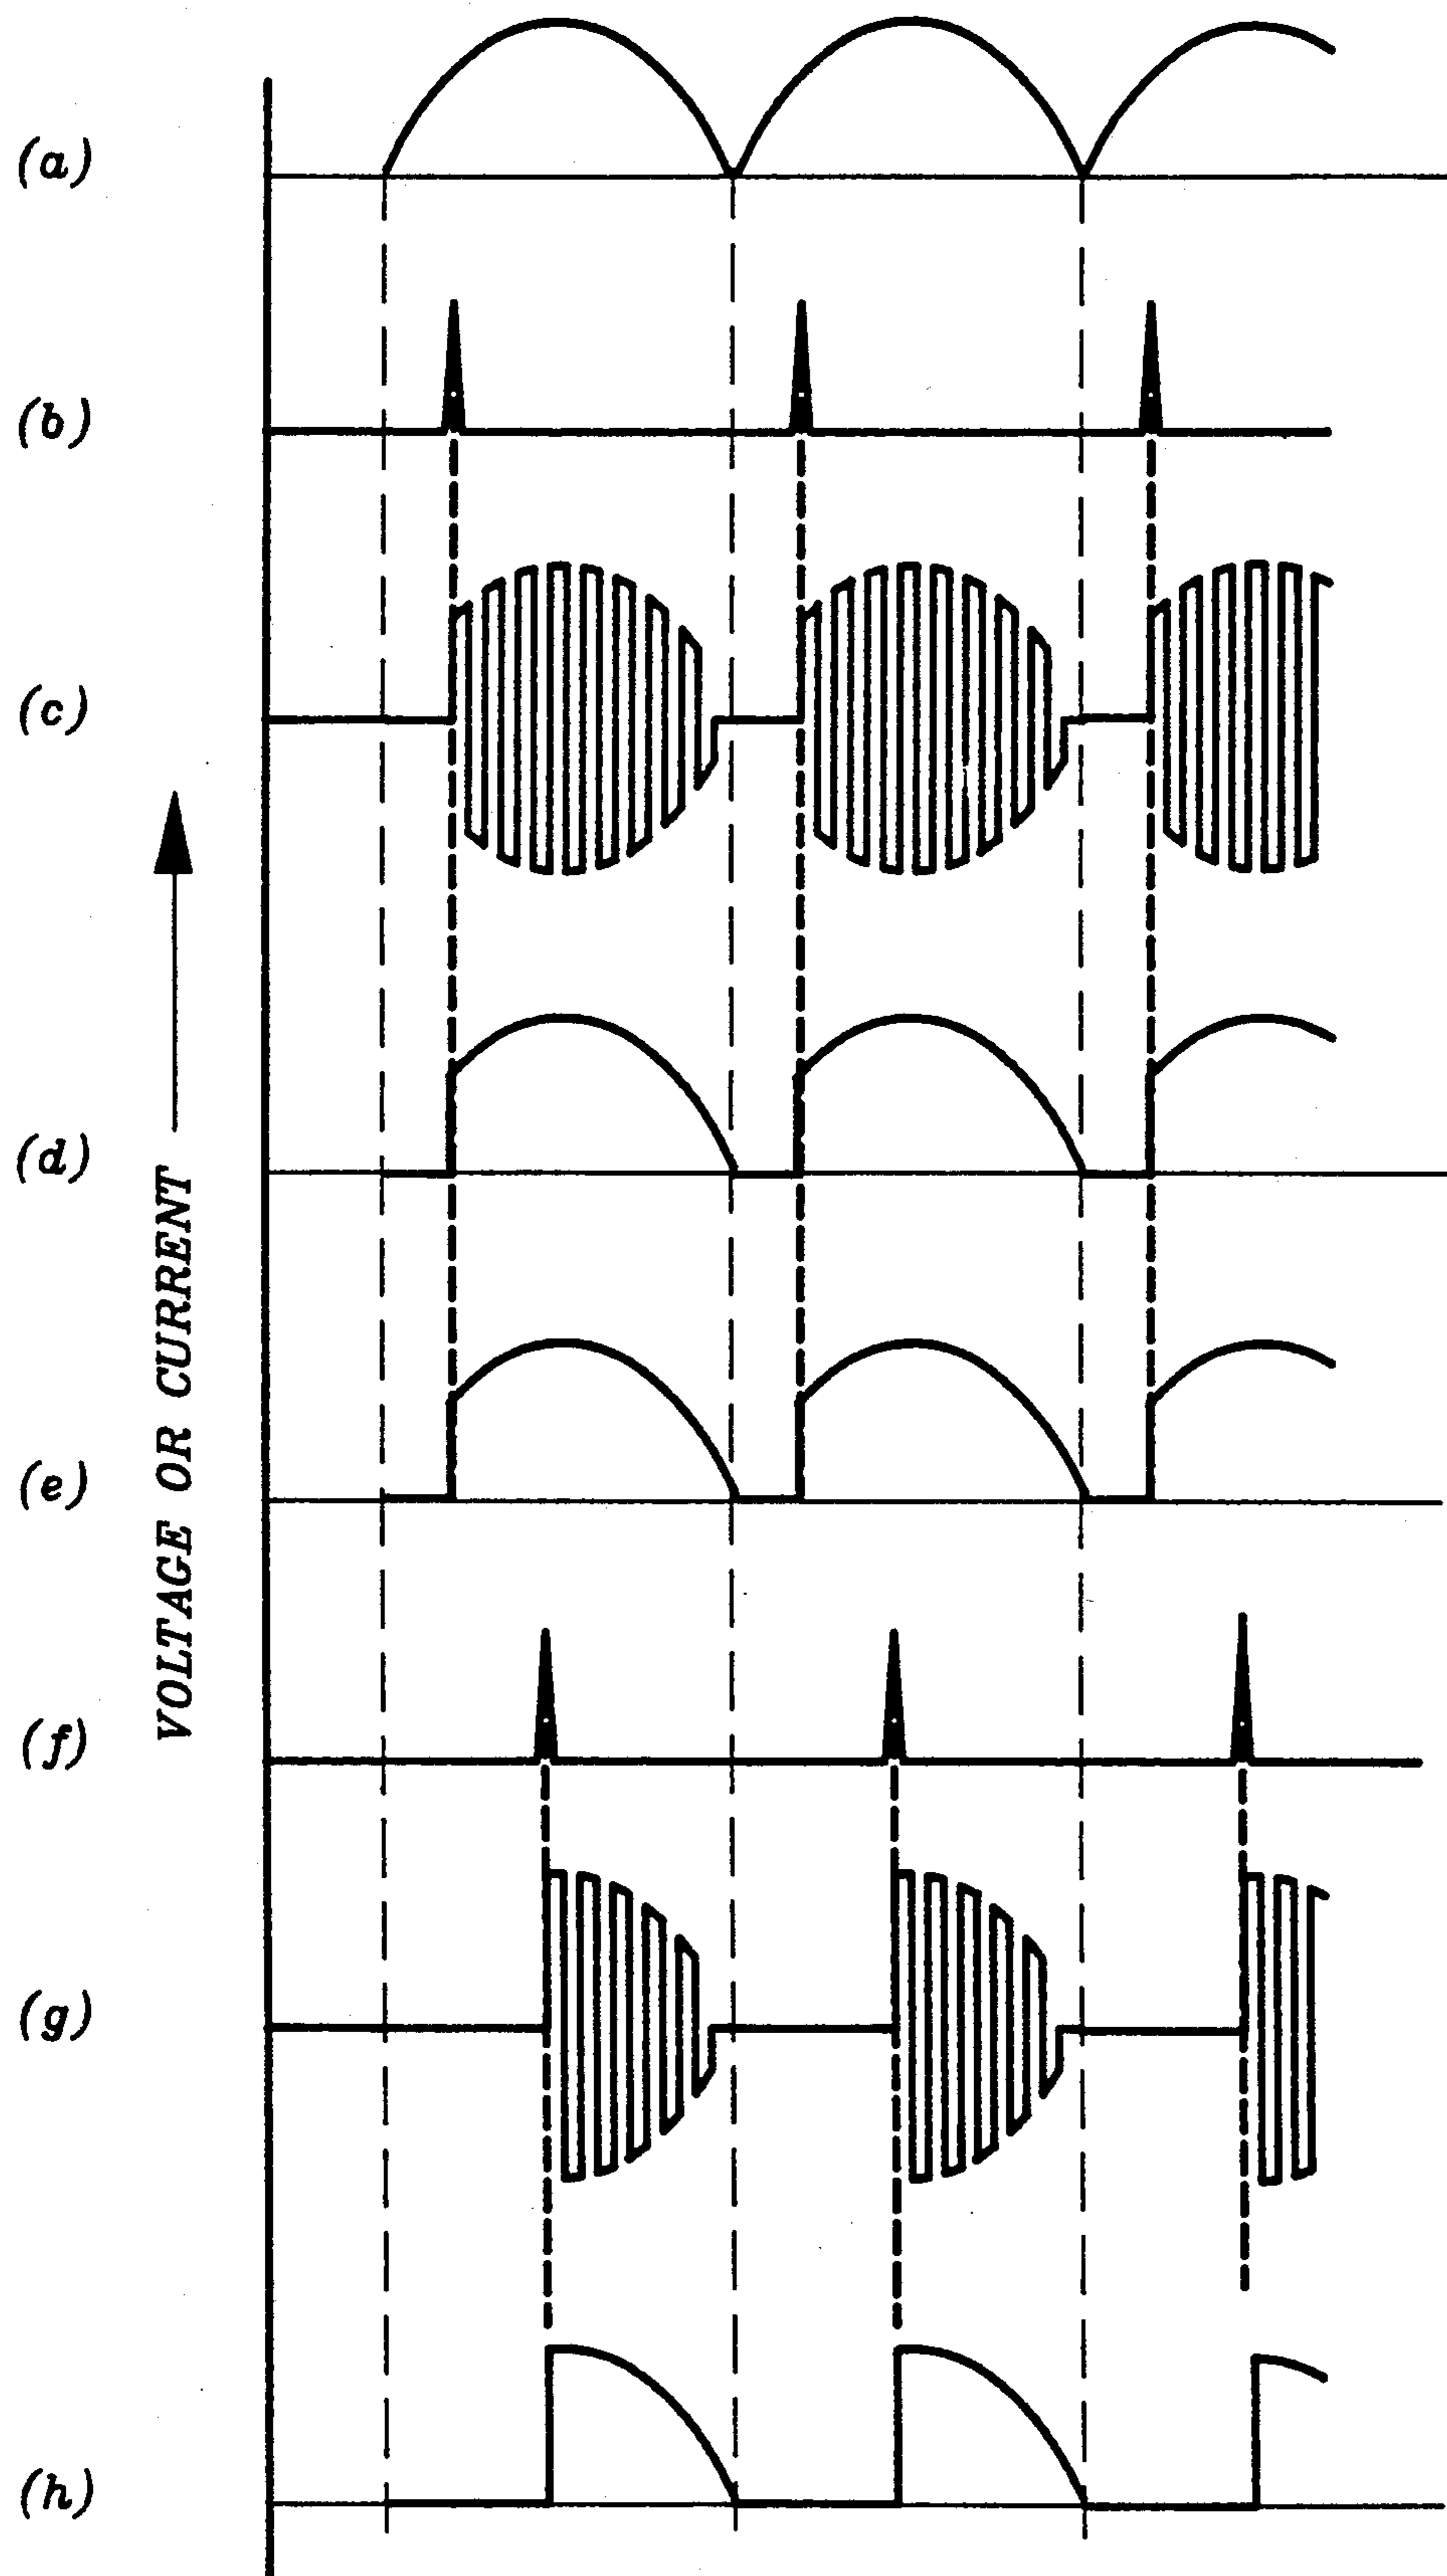 (a)
(b)
(c)
(d)
(e)
(f)
(g)
(h)
VOLTAGE OR CURRENT